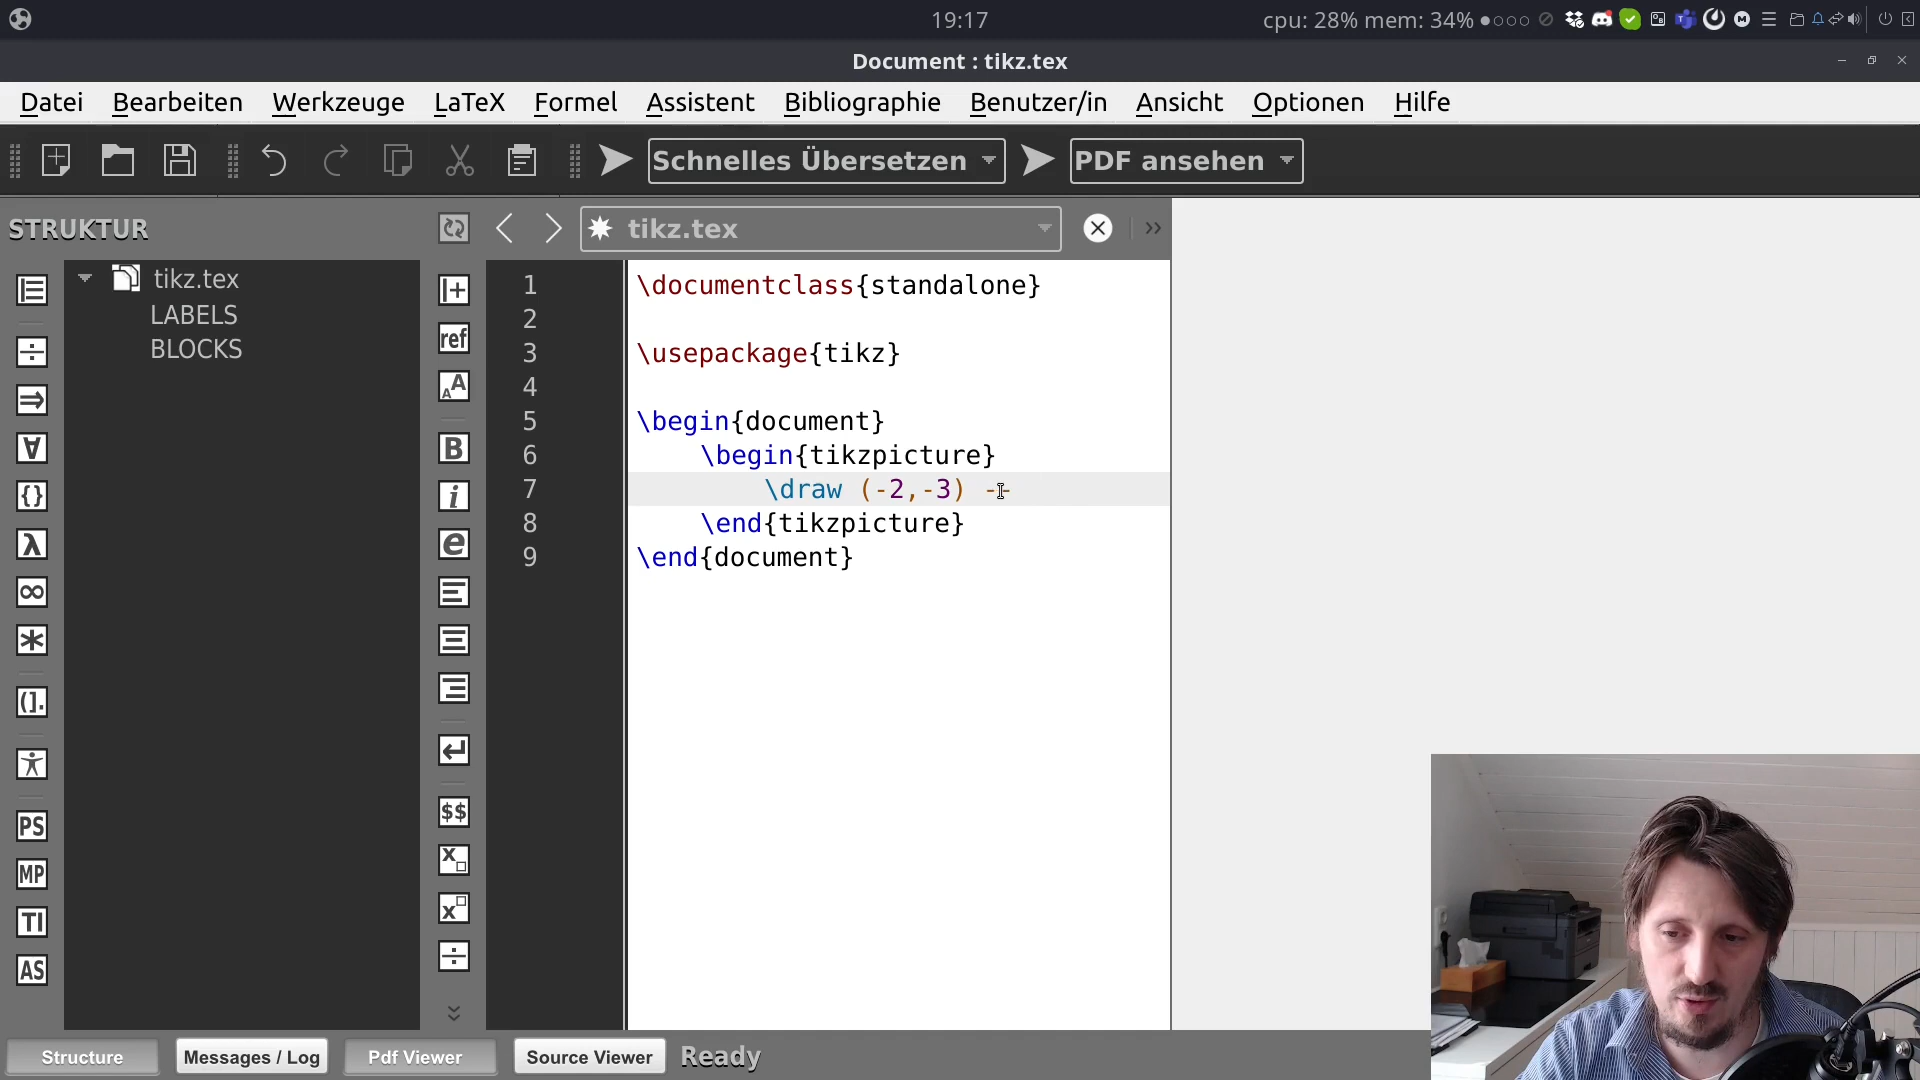 19:17
cpu: 28% mem: 34%
Document : tikz.tex
Datei Bearbeiten Werkzeuge LaTeX Formel Assistent Bibliographie Benutzer/in Ansicht Optionen Hilfe
Schnelles Übersetzen PDF ansehen
STRUKTUR
tikz.tex
tikz.tex
LABELS
BLOCKS
ref
AA
B
i
e
$$
x
x
∀
{}
λ
∞
(].
PS
MP
TI
AS
1 \documentclass{standalone}
2
3 \usepackage{tikz}
4
5 \begin{document}
6 \begin{tikzpicture}
7 \draw (-2,-3) --
8 \end{tikzpicture}
9 \end{document}
Structure Messages / Log Pdf Viewer Source Viewer Ready